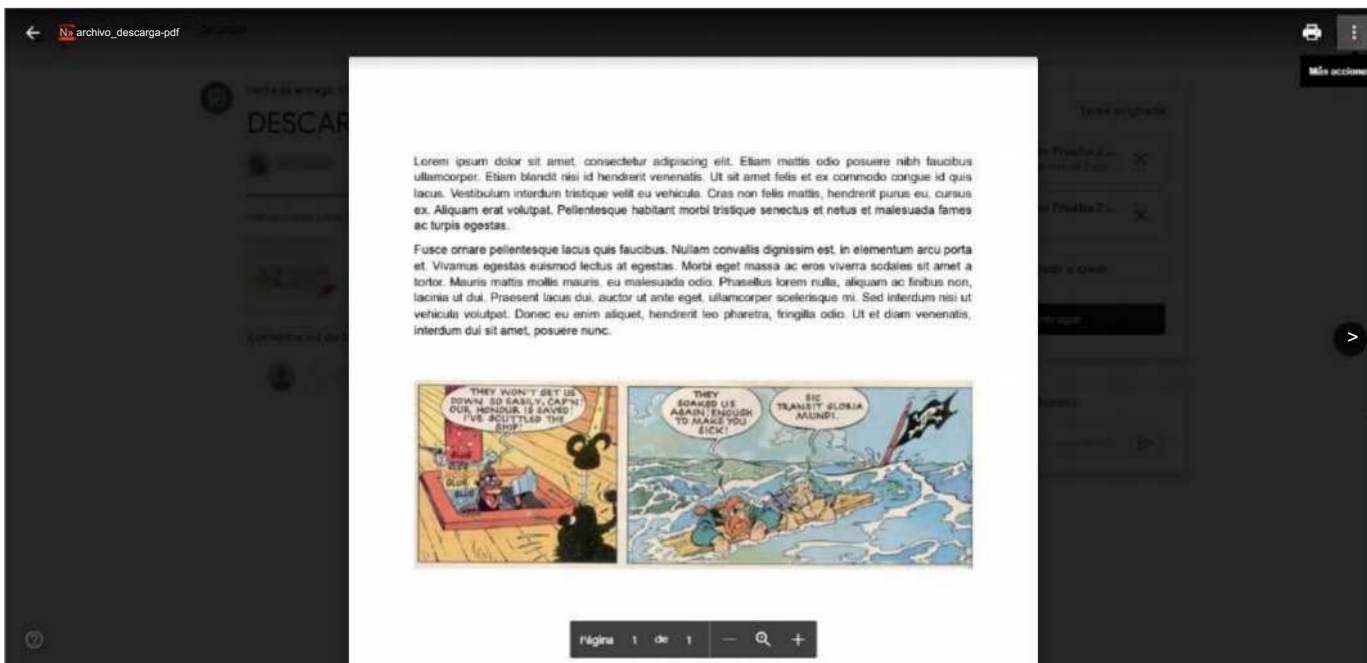 N» archivo_descarga-pdf
Más accione
DESCAR
Lorem ipsum dolor sit amet, consectetur adipiscing elit. Etiam mattis odio posuere nibh faucibus
ullamcorper. Etiam blandit nisi id hendrerit venenatis. Ut sit amet felis et ex commodo congue id quis
lacus. Vestibulum interdum tristique velit eu vehicula. Cras non felis mattis, hendrerit purus eu, cursus
ex. Aliquam erat volutpat. Pellentesque habitant morbi tristique senectus et netus et malesuada fames
ac turpis egestas.
Fusce ornare pellentesque lacus quis faucibus. Nullam convallis dignissim est, in elementum arcu porta
et. Vivamus egestas euismod lectus at egestas. Morbi eget massa ac eros viverra sodales sit amet a
tortor. Mauris mattis mollis mauris, eu malesuada odio. Phasellus lorem nulla, aliquam ac finibus non,
lacinia ut dui. Praesent lacus dui, auctor ut ante eget, ullamcorper scelerisque mi. Sed interdum nisi ut
vehicula volutpat. Donec eu enim aliquet, hendrerit leo pharetra, fringilla odio. Ut et diam venenatis,
interdum dui sit amet, posuere nunc.
THEY WON'T GET US
DOWN SO EASILY, CAP'N!
OUR HONOUR IS SAVED!
I'VE SCUTTLED THE
SHIP!
GLUG
GLUG
GLUG
GLUG
THEY
SOAKED US
AGAIN! ENOUGH
TO MAKE YOU
SICK!
SIC
TRANSIT GLORIA
MUNDI.
Página 1 de 1